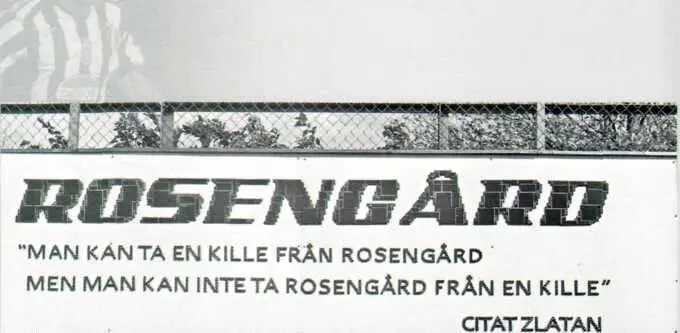 ROSENGÅRD
"MAN KAN TA EN KILLE FRÅN ROSENGÅRD
MEN MAN KAN INTE TA ROSENGÅRD FRÅN EN KILLE"
CITAT ZLATAN